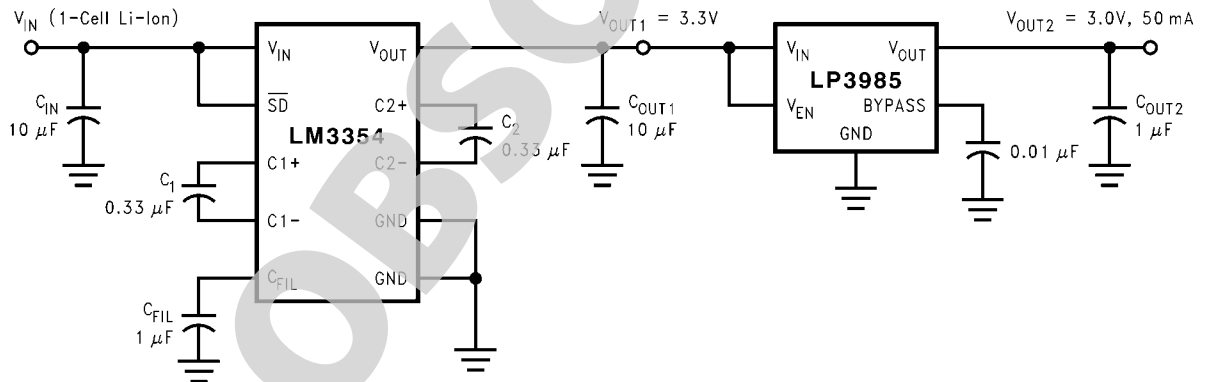 V_IN (1-Cell Li-Ion)
C_IN
10 µF
V_IN
SD
C1+
C1-
C_FIL
LM3354
V_OUT
C2+
C2-
GND
GND
C_1
0.33 µF
C_FIL
1 µF
C_2
0.33 µF
V_OUT1 = 3.3V
C_OUT1
10 µF
V_IN
V_EN
LP3985
V_OUT
BYPASS
GND
0.01 µF
V_OUT2 = 3.0V, 50 mA
C_OUT2
1 µF
OBSO